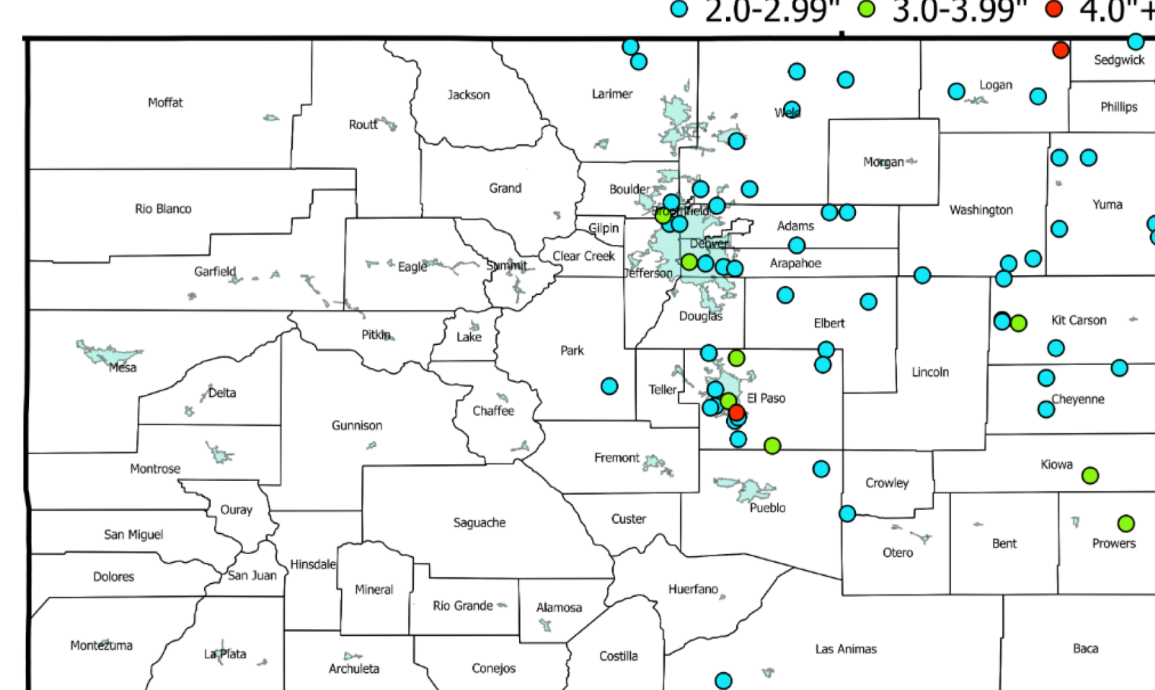 2.0-2.99" 3.0-3.99" 4.0"+
Sedgwick
Moffat Jackson Larimer Logan
Phillips
Routt Weld
Morgan
Grand Boulder
Rio Blanco Broomfield Washington Yuma
Gilpin Adams
Denver
Clear Creek
Garfield Eagle Summit Jefferson Arapahoe
Douglas Elbert Kit Carson
Pitkin Lake
Park
Mesa Lincoln
Delta Teller El Paso Cheyenne
Chaffee
Gunnison
Montrose Fremont Kiowa
Crowley
Ouray Pueblo
Saguache Custer
San Miguel Prowers
Otero Bent
Hinsdale
Dolores San Juan
Mineral Huerfano
Rio Grande Alamosa
Montezuma La Plata Costilla Las Animas Baca
Archuleta Conejos